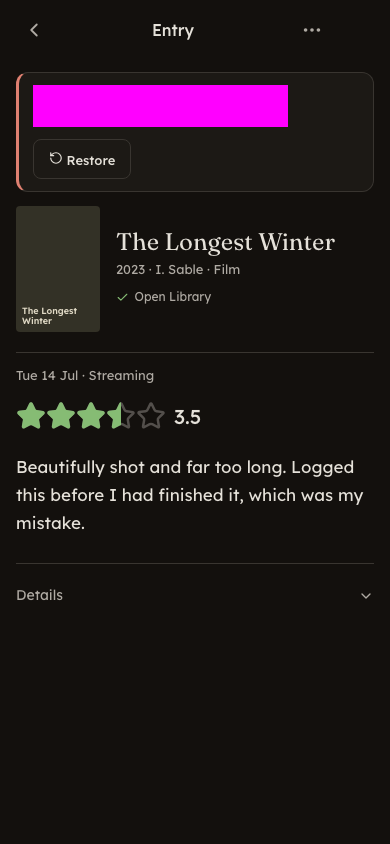 Entry
Restore
The Longest
Winter
The Longest Winter
2023 · I. Sable · Film
Open Library
Tue 14 Jul · Streaming
3.5
Beautifully shot and far too long. Logged
this before I had finished it, which was my
mistake.
Details